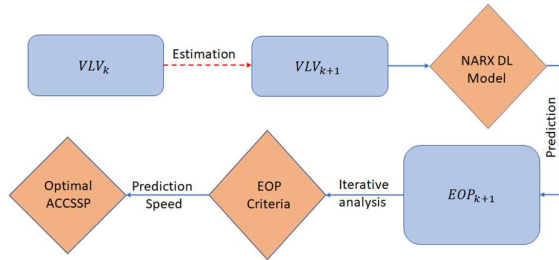 VLV_k
Estimation
VLV_{k+1}
NARX DL
Model
Prediction
EOP_{k+1}
Iterative
analysis
EOP
Criteria
Prediction
Speed
Optimal
ACCSSP